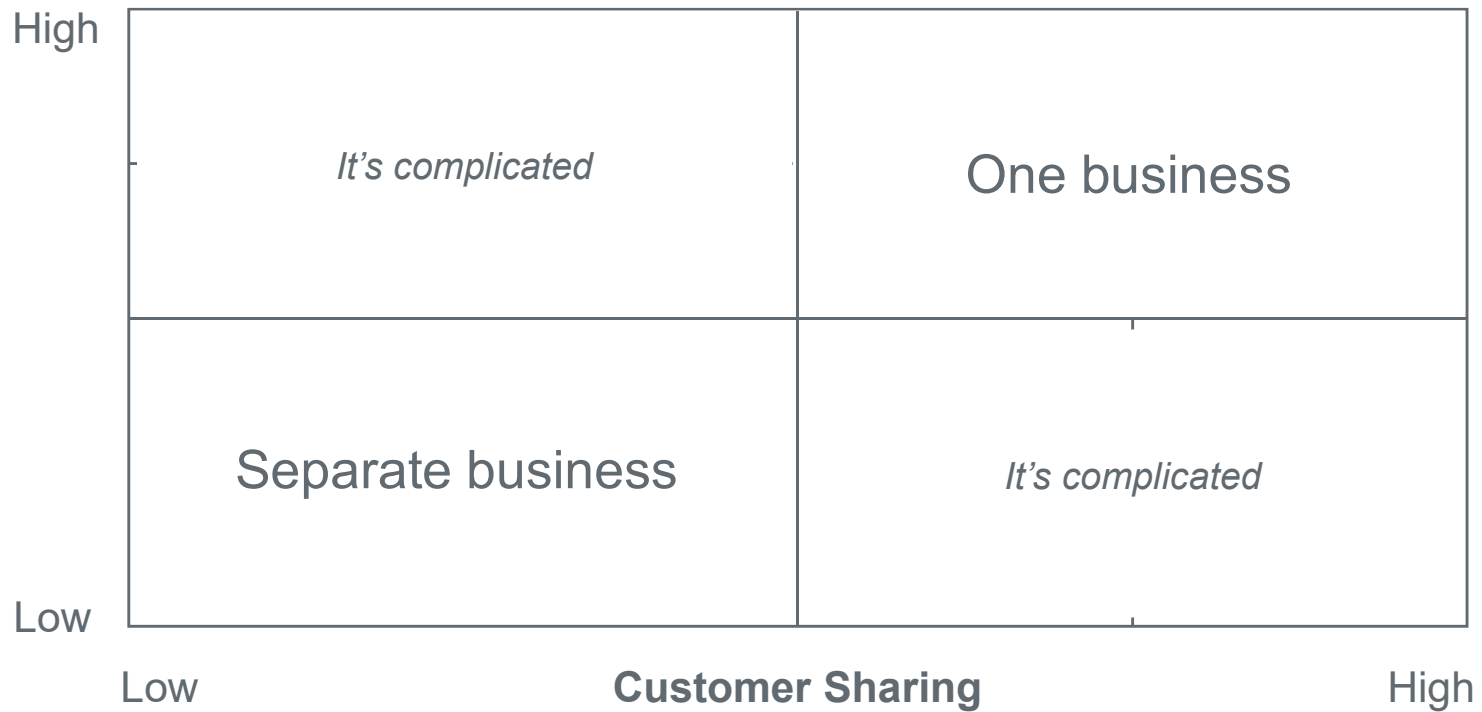 High
It’s complicated
One business
Separate business
It’s complicated
Low
Low
Customer Sharing
High